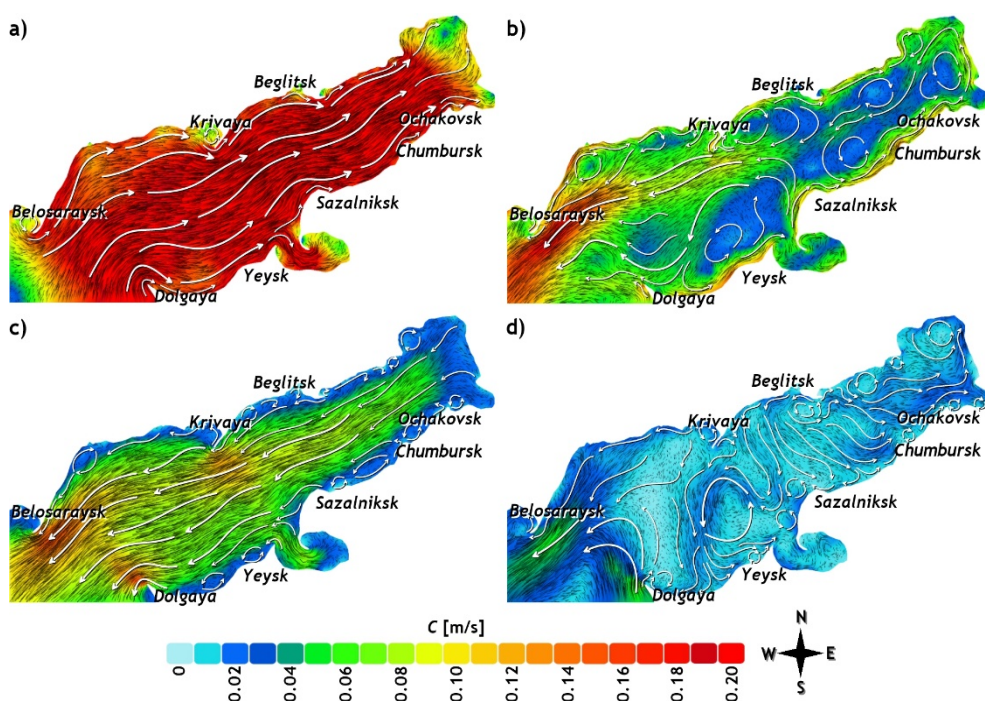 a)
Beglitsk
Krivaya
Ochakovsk
Chumbursk
Sazalniksk
Belosaraysk
Yeysk
Dolgaya
b)
Beglitsk
Krivaya
Ochakovsk
Chumbursk
Sazalniksk
Belosaraysk
Yeysk
Dolgaya
c)
Beglitsk
Krivaya
Ochakovsk
Chumbursk
Sazalniksk
Belosaraysk
Yeysk
Dolgaya
d)
Beglitsk
Krivaya
Ochakovsk
Chumbursk
Sazalniksk
Belosaraysk
Yeysk
Dolgaya
C [m/s]
0 0.02 0.04 0.06 0.08 0.10 0.12 0.14 0.16 0.18 0.20
N
W E
S